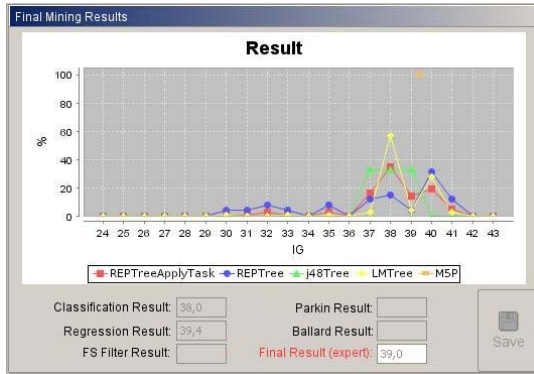 Final Mining Results
Result
%
100
80
60
40
20
0
24 25 26 27 28 29 30 31 32 33 34 35 36 37 38 39 40 41 42 43
IG
REPTreeApplyTask REPTree j48Tree LMTree M5P
Classification Result: 38,0 Parkin Result:
Regression Result: 39,4 Ballard Result:
FS Filter Result: Final Result (expert): 39,0
Save